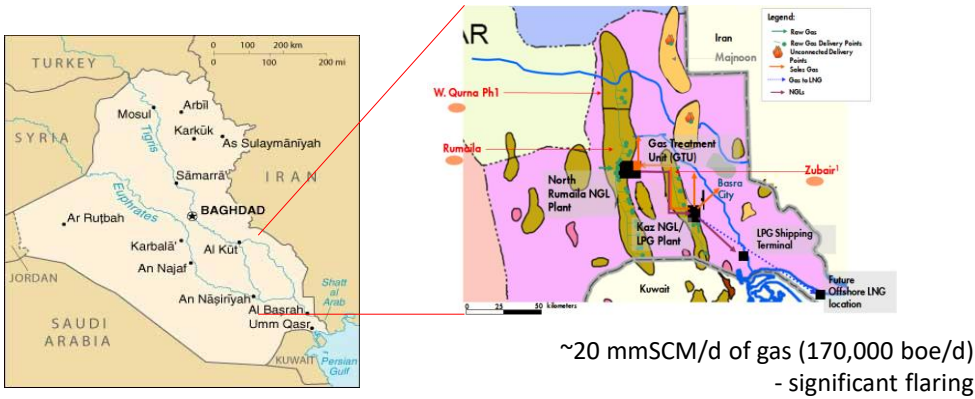 0 100 200 km
0 100 200 mi
TURKEY
Mosul
Arbīl
Karkūk
As Sulaymānīyah
SYRIA
Tigris
IRAN
Sāmarrā'
Euphrates
BAGHDAD
Ar Ruţbah
Karbalā'
Al Kūt
JORDAN
An Najaf
Shatt
al
Arab
An Nāşirīyah
Al Başrah
Umm Qasr
SAUDI
ARABIA
KUWAIT
Persian
Gulf
AR
Iran
Majnoon
Legend:
Raw Gas
Raw Gas Delivery Points
Unconnected Delivery
Points
Sales Gas
Gas to LNG
NGLs
W. Qurna Ph1
Rumaila
Gas Treatment
Unit (GTU)
Zubair¹
North
Rumaila NGL
Plant
Basra
City
Kaz NGL/
LPG Plant
LPG Shipping
Terminal
Kuwait
Future
Offshore LNG
location
0 25 50 kilometers
~20 mmSCM/d of gas (170,000 boe/d)
- significant flaring